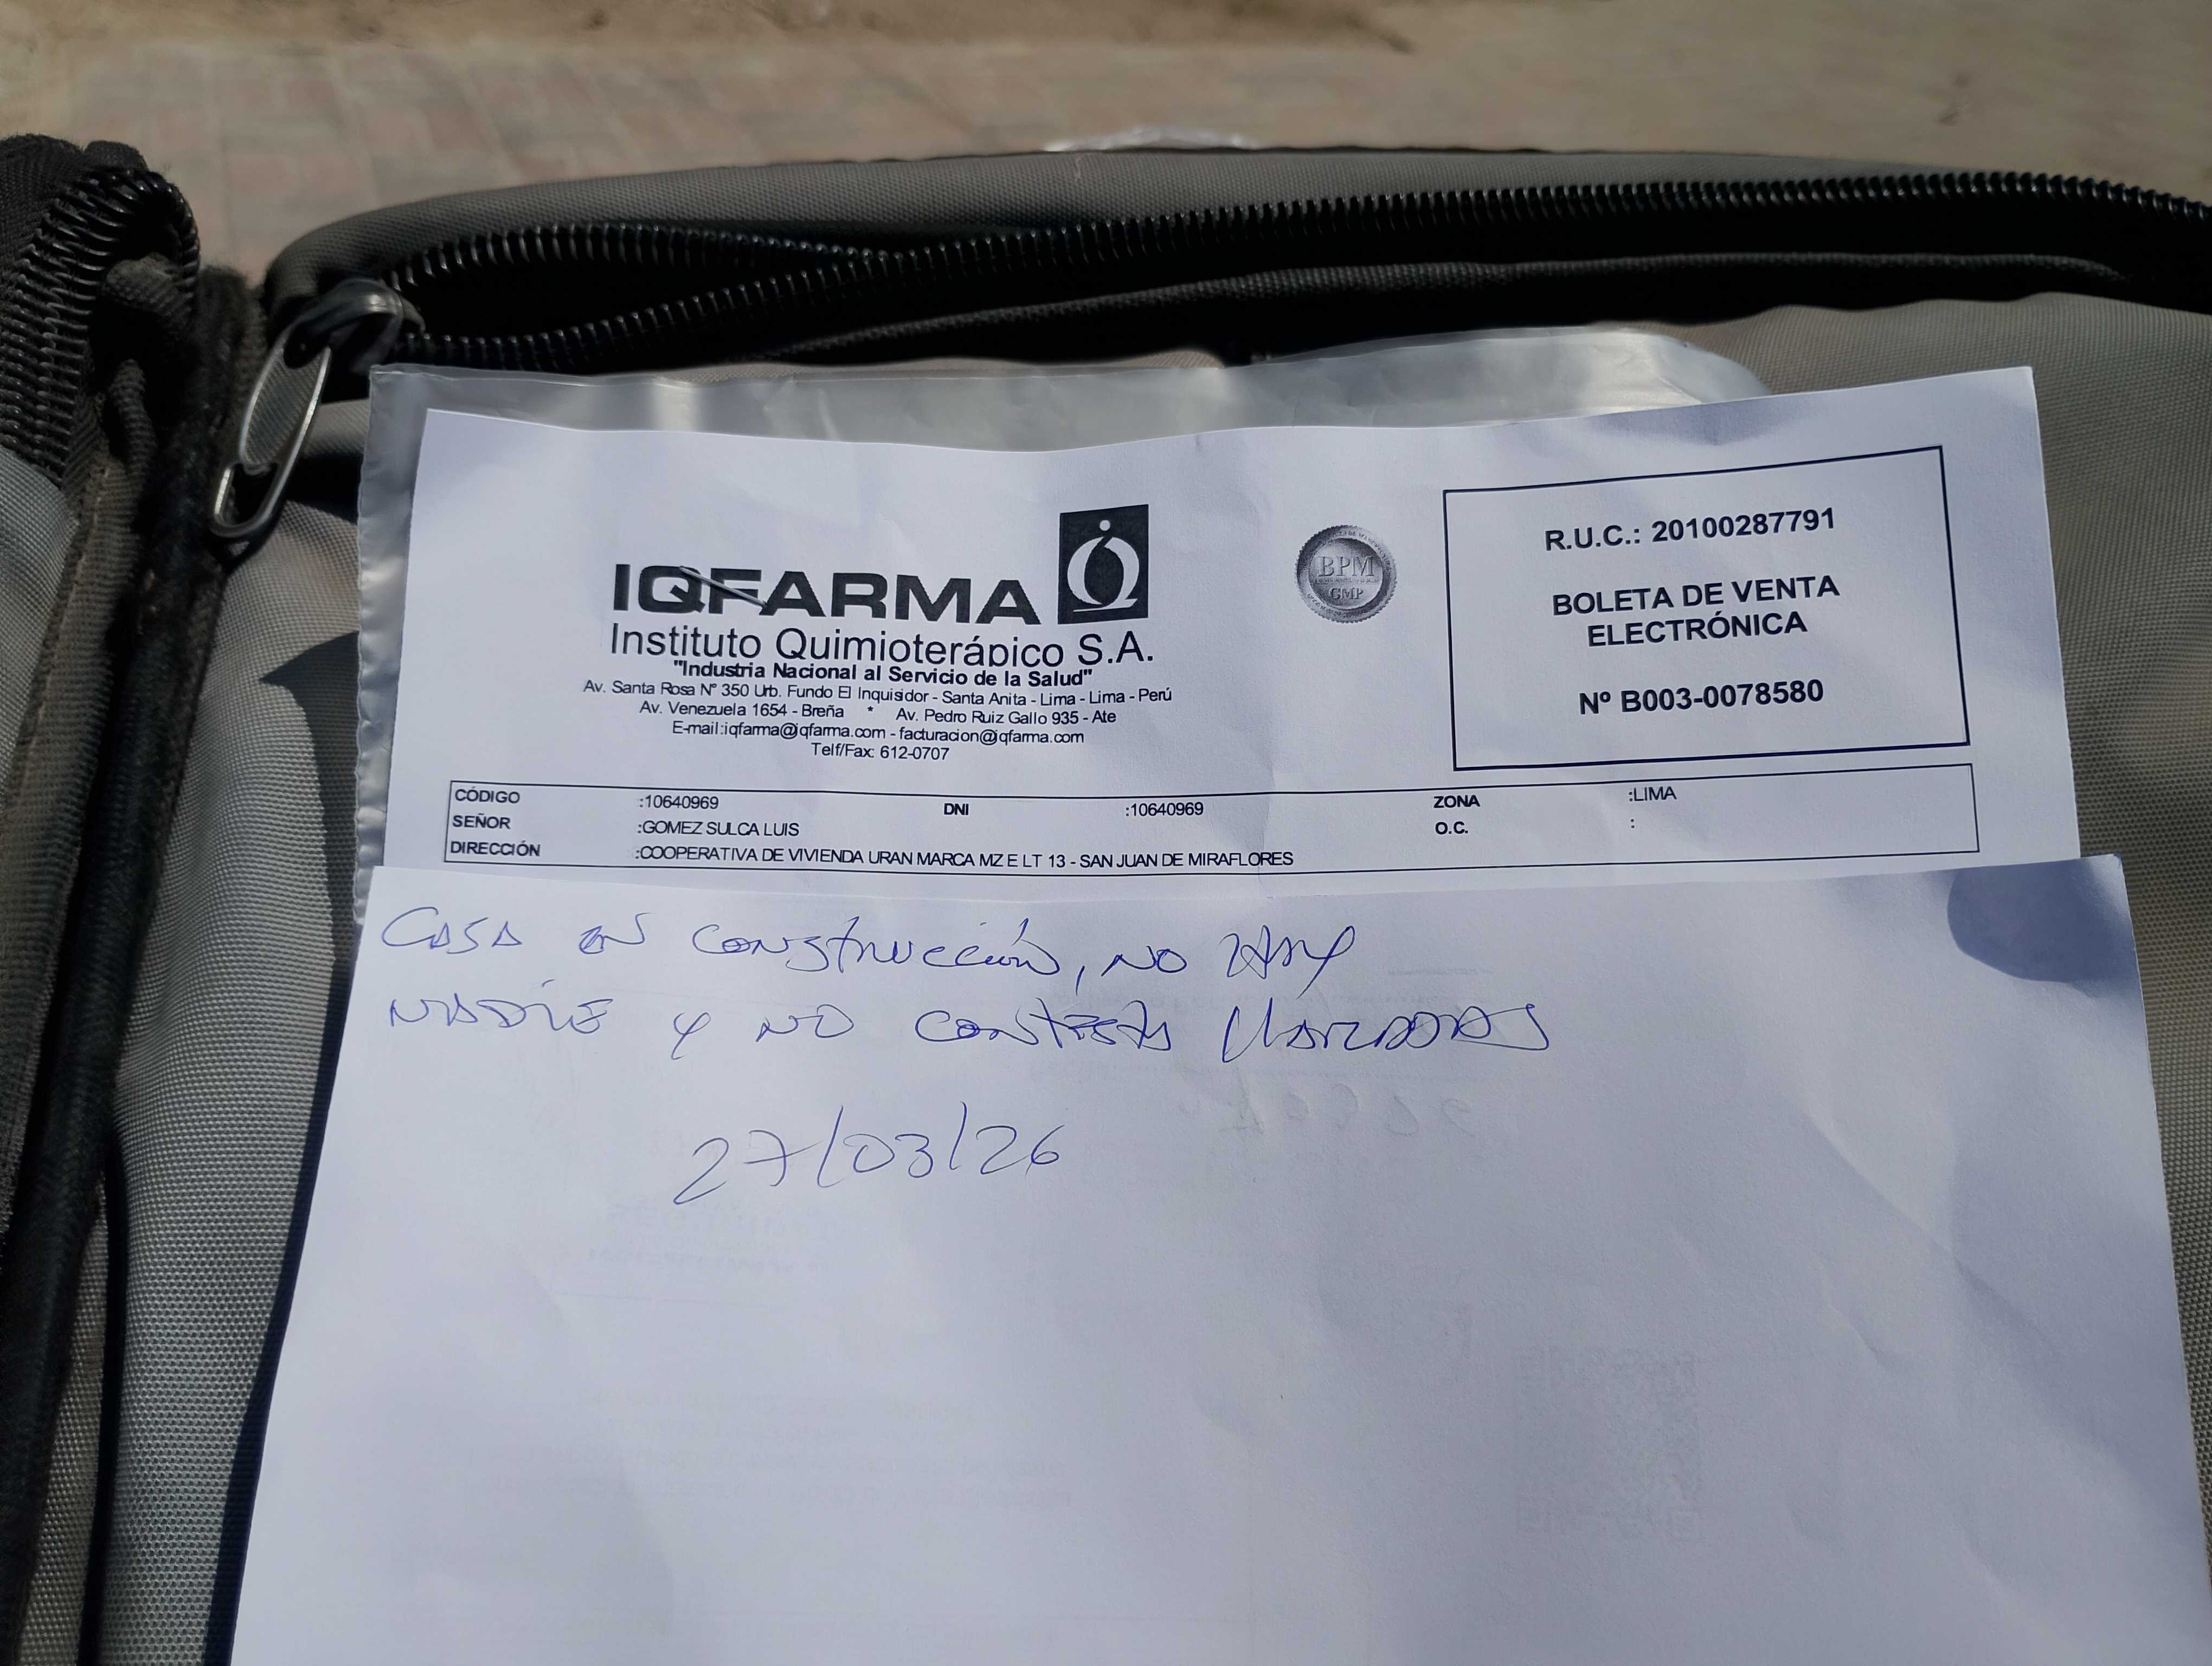 IQFARMA
Instituto Quimioterápico S.A.
"Industria Nacional al Servicio de la Salud"
Av. Santa Rosa Nº 350 Urb. Fundo El Inquisidor - Santa Anita - Lima - Lima - Perú
Av. Venezuela 1654 - Breña * Av. Pedro Ruiz Gallo 935 - Ate
E-mail:iqfarma@iqfarma.com - facturacion@iqfarma.com
Telf/Fax: 612-0707
BPM
GMP
R.U.C.: 20100287791
BOLETA DE VENTA
ELECTRÓNICA
Nº B003-0078580
CÓDIGO :10640969 DNI :10640969 ZONA :LIMA
SEÑOR :GOMEZ SULCA LUIS O.C. :
DIRECCIÓN :COOPERATIVA DE VIVIENDA URAN MARCA MZ E LT 13 - SAN JUAN DE MIRAFLORES
Casa en construcción, no hay
nadie y no contesta llamadas
27/03/26